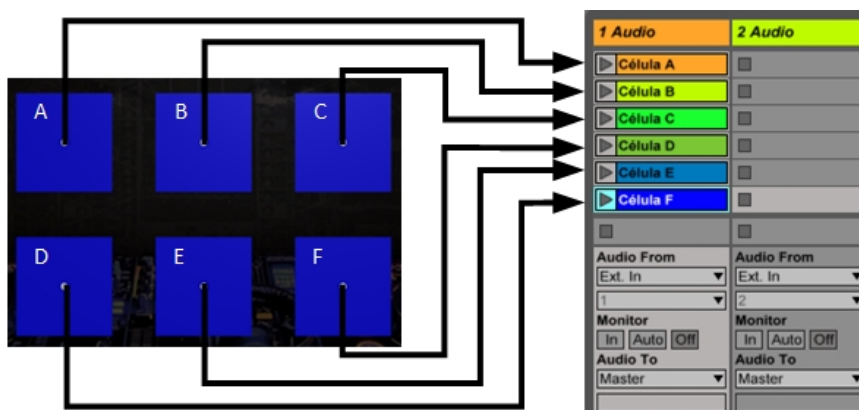 A B C
D E F
1 Audio 2 Audio
Célula A
Célula B
Célula C
Célula D
Célula E
Célula F
Audio From Audio From
Ext. In Ext. In
1 2
Monitor Monitor
In Auto Off In Auto Off
Audio To Audio To
Master Master